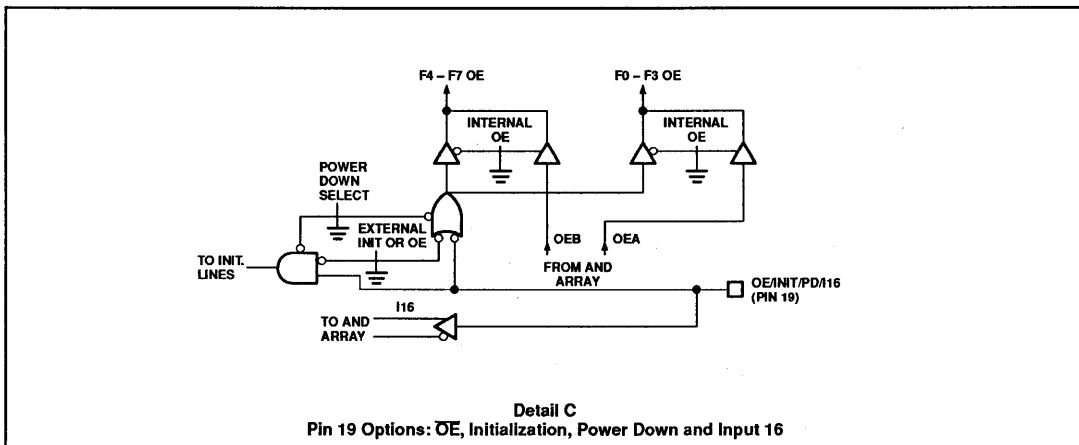 F4 – F7 OE
F0 – F3 OE
INTERNAL
OE
INTERNAL
OE
POWER
DOWN
SELECT
EXTERNAL
INIT OR OE
OEB
OEA
TO INIT.
LINES
FROM AND
ARRAY
OE/INIT/PD/I16
(PIN 19)
I16
TO AND
ARRAY
Detail C
Pin 19 Options: O̅E̅, Initialization, Power Down and Input 16